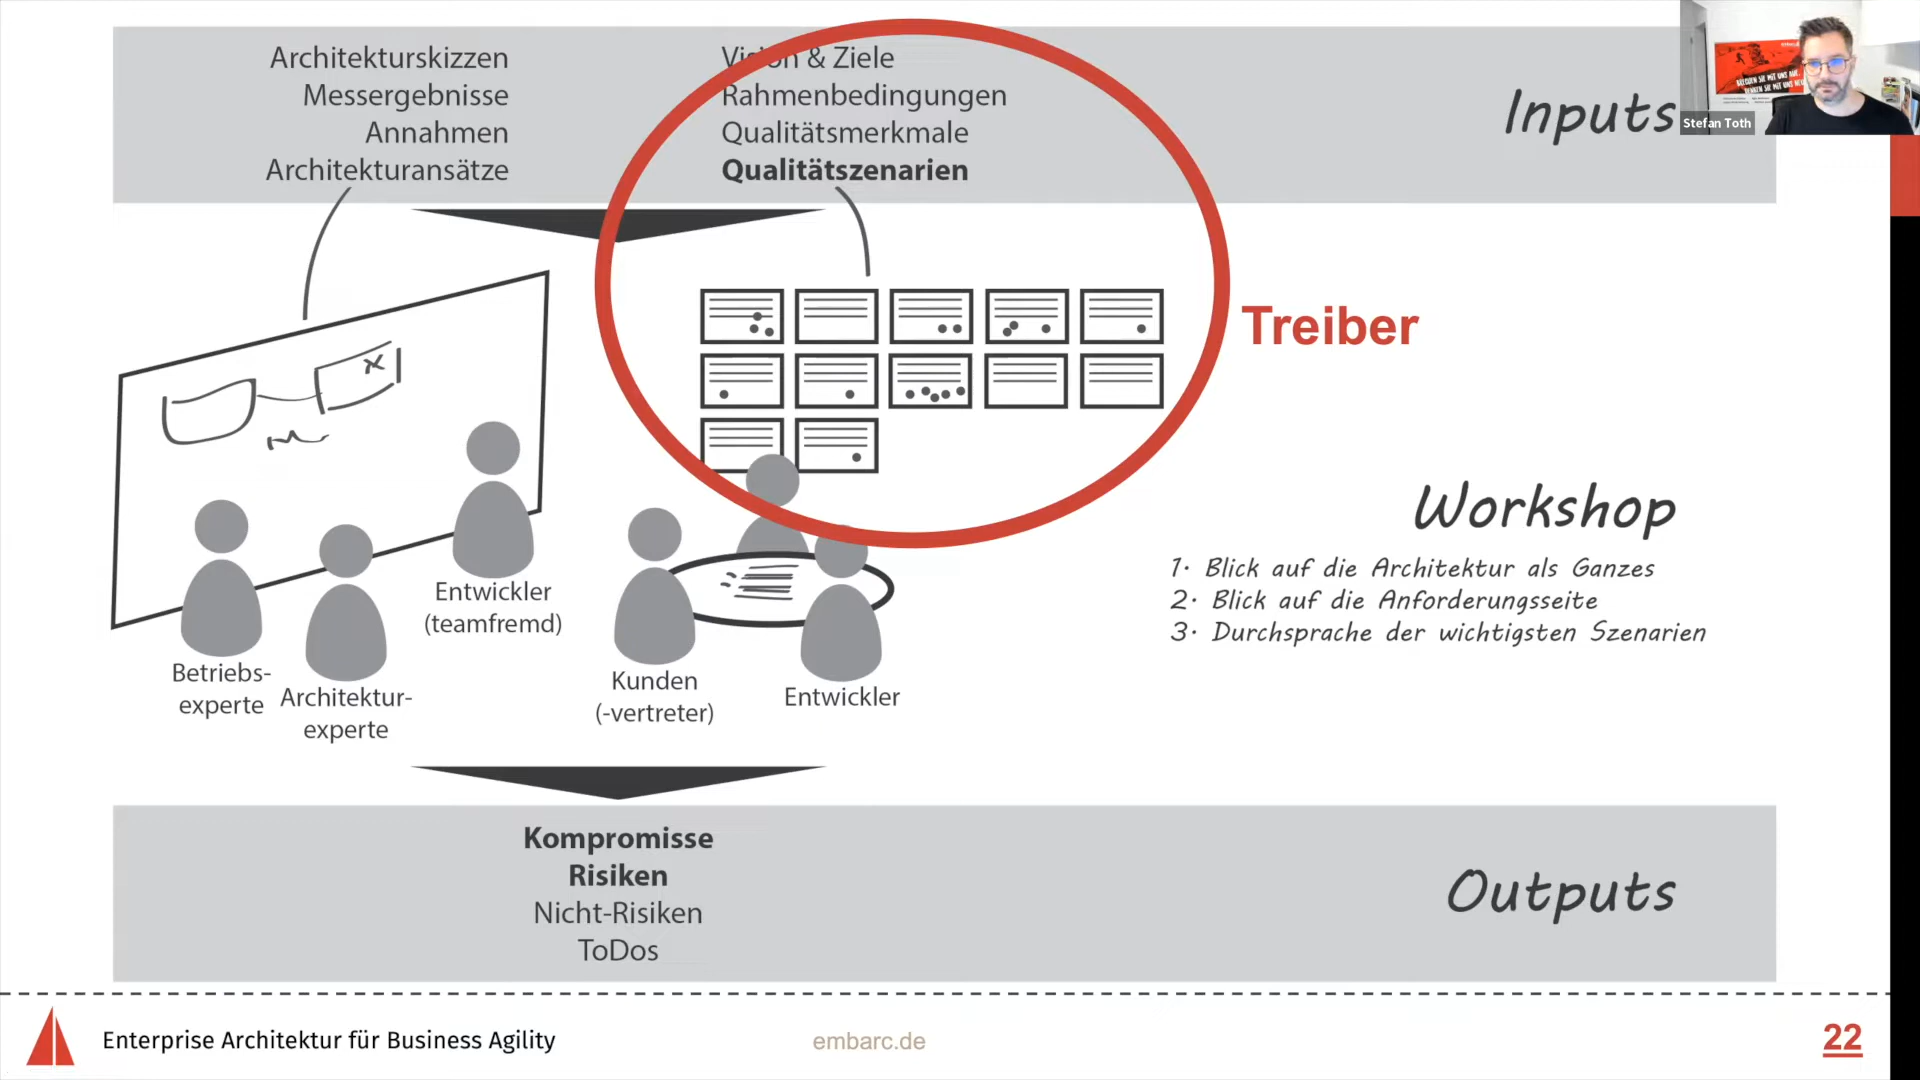 Architekturskizzen
Messergebnisse
Annahmen
Architekturansätze
Vision & Ziele
Rahmenbedingungen
Qualitätsmerkmale
Qualitätszenarien
Inputs
Stefan Toth
Treiber
Workshop
1. Blick auf die Architektur als Ganzes
2. Blick auf die Anforderungsseite
3. Durchsprache der wichtigsten Szenarien
Entwickler
(teamfremd)
Betriebs-
experte
Architektur-
experte
Kunden
(-vertreter)
Entwickler
Kompromisse
Risiken
Nicht-Risiken
ToDos
Outputs
Enterprise Architektur für Business Agility
embarc.de
22